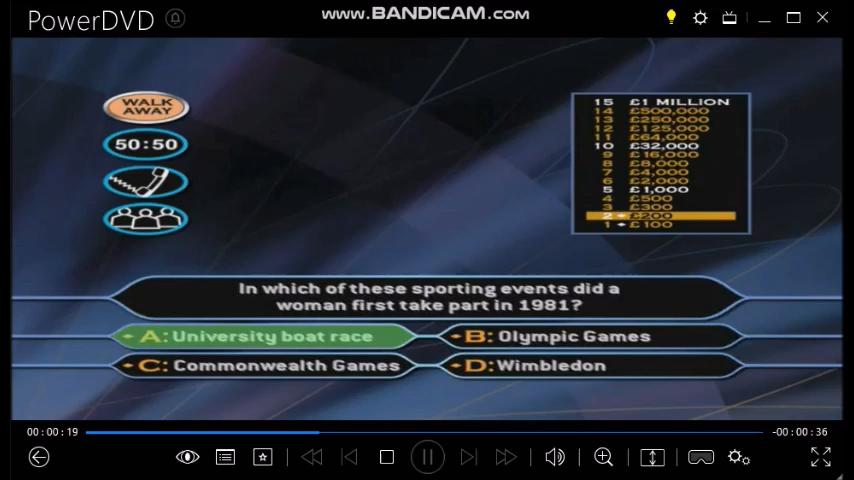 PowerDVD
www.BANDICAM.com
WALK
AWAY
50:50
15 £1 MILLION
14 £500,000
13 £250,000
12 £125,000
11 £64,000
10 £32,000
9 £16,000
8 £8,000
7 £4,000
6 £2,000
5 £1,000
4 £500
3 £300
2 £200
1 £100
In which of these sporting events did a
woman first take part in 1981?
A: University boat race
B: Olympic Games
C: Commonwealth Games
D: Wimbledon
00:00:19
-00:00:36